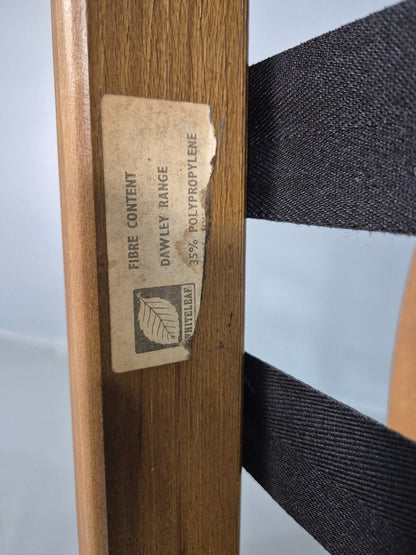 FIBRE CONTENT
DAWLEY RANGE
35% POLYPROPYLENE
WHITELEAF